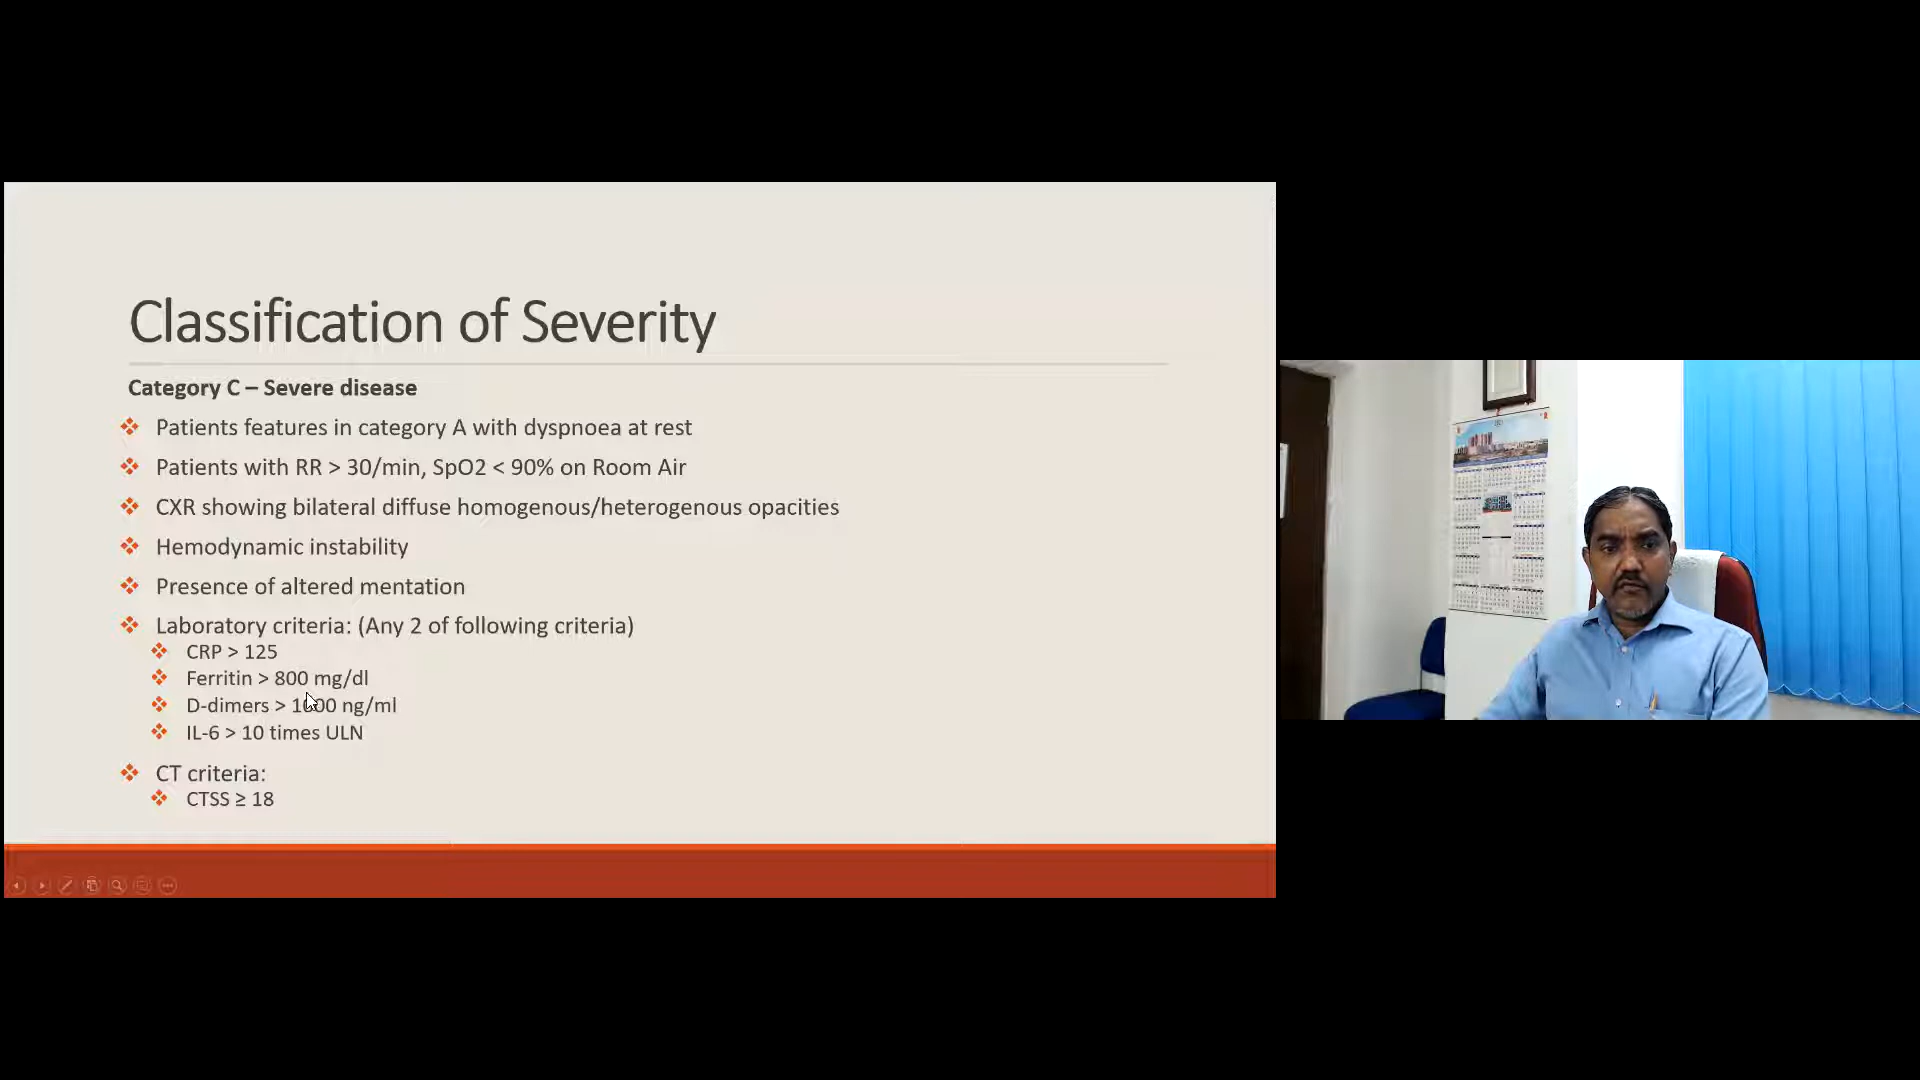 Classification of Severity
Category C – Severe disease
Patients features in category A with dyspnoea at rest
Patients with RR > 30/min, SpO2 < 90% on Room Air
CXR showing bilateral diffuse homogenous/heterogenous opacities
Hemodynamic instability
Presence of altered mentation
Laboratory criteria: (Any 2 of following criteria)
CRP > 125
Ferritin > 800 mg/dl
D-dimers > 1000 ng/ml
IL-6 > 10 times ULN
CT criteria:
CTSS ≥ 18